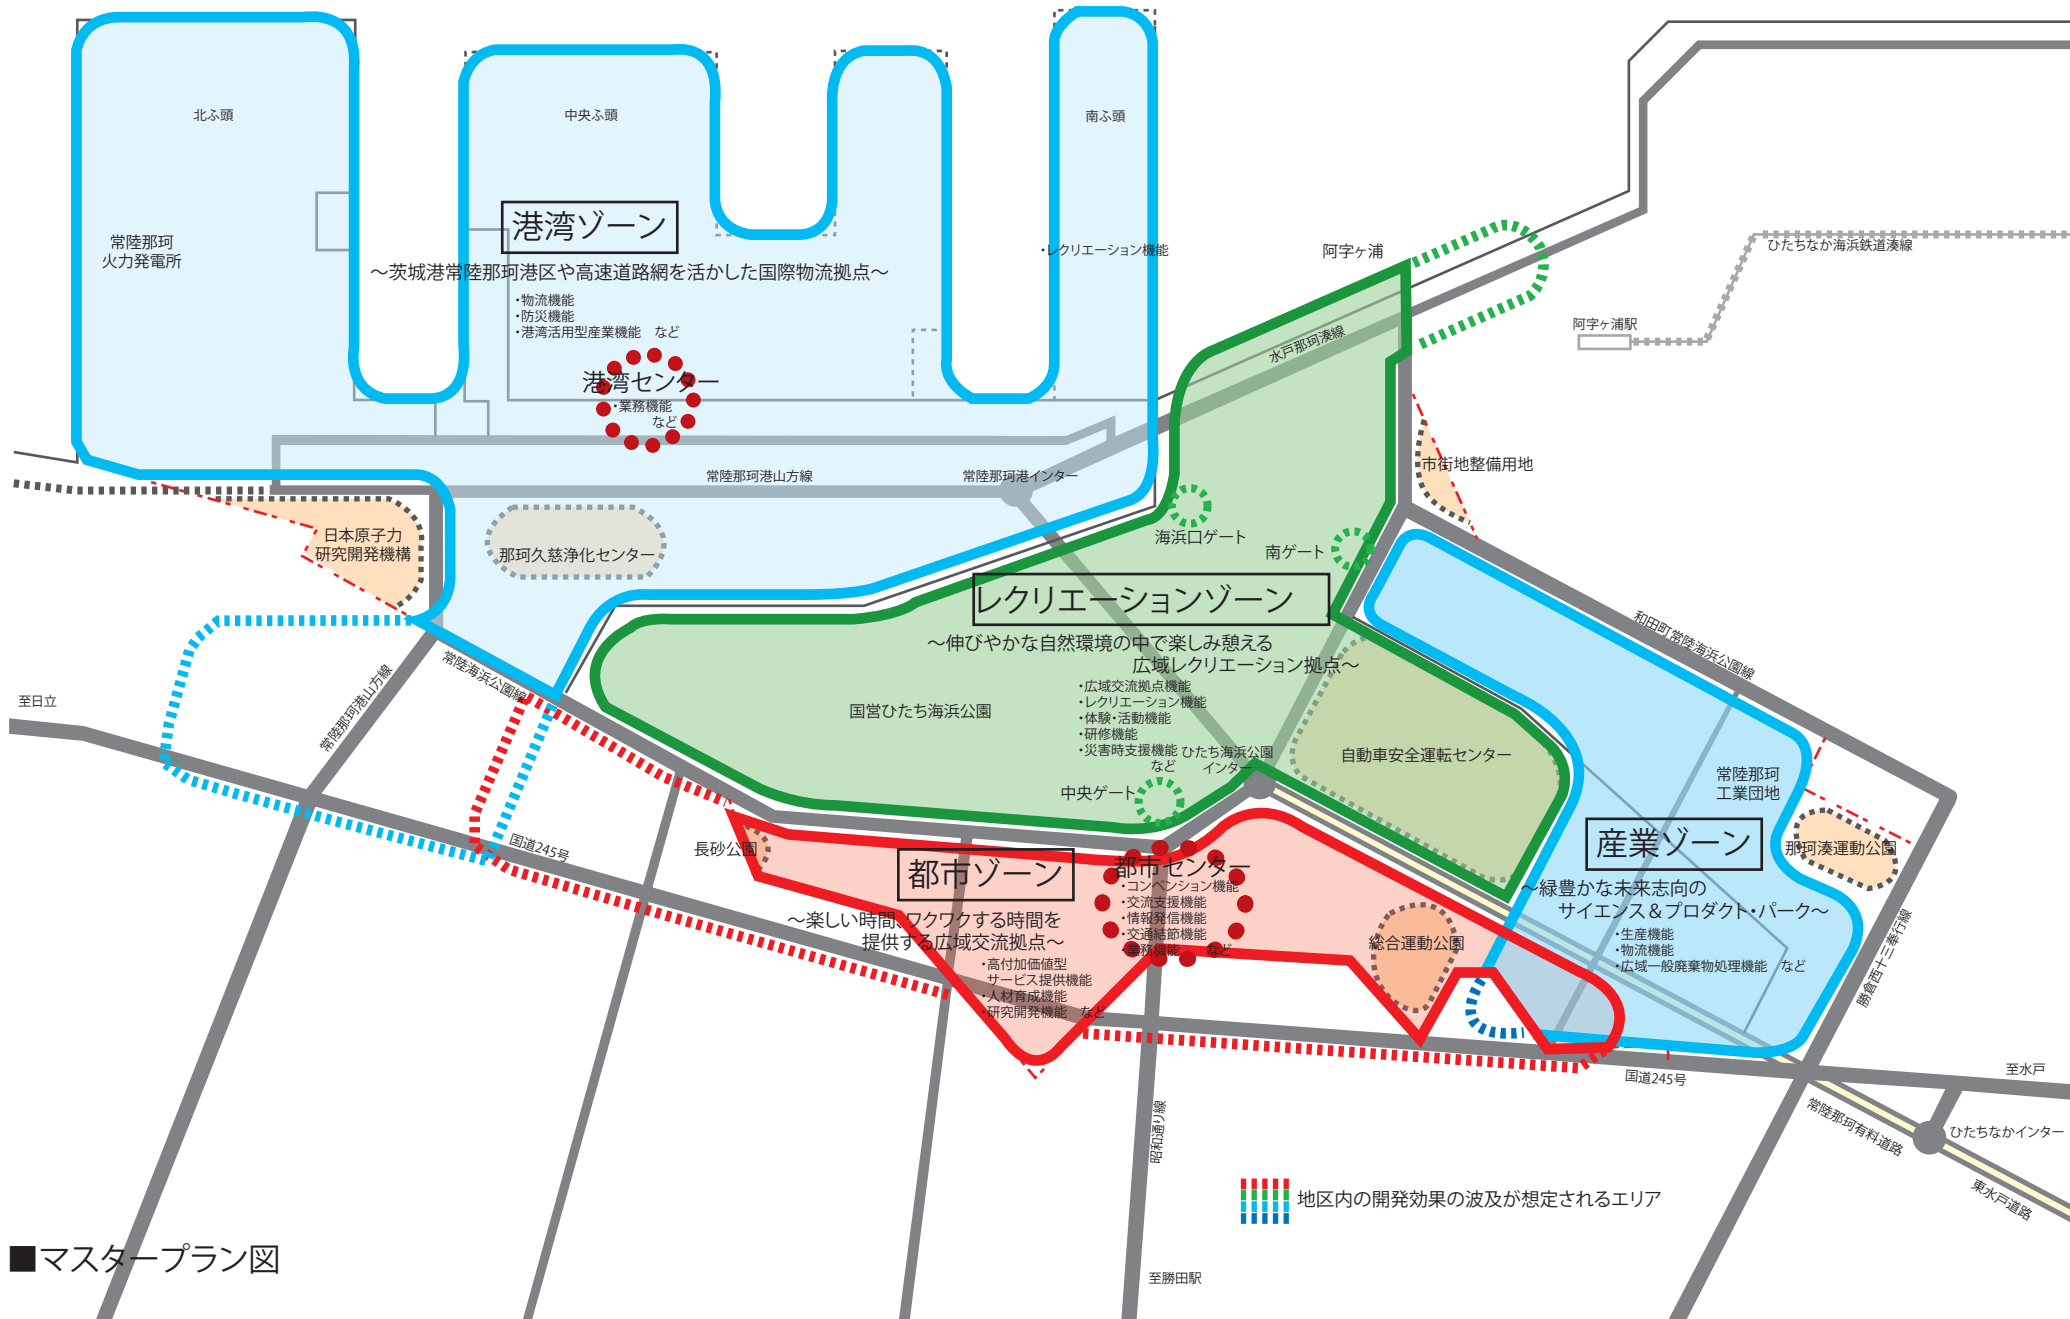 北ふ頭
中央ふ頭
南ふ頭
港湾ゾーン
～茨城港常陸那珂港区や高速道路網を活かした国際物流拠点～
・物流機能
・防災機能
・港湾活用型産業機能　など
常陸那珂
火力発電所
・レクリエーション機能
阿字ヶ浦
ひたちなか海浜鉄道湊線
阿字ヶ浦駅
水戸那珂湊線
港湾センター
・業務機能
など
常陸那珂港山方線
常陸那珂港インター
市街地整備用地
日本原子力
研究開発機構
那珂久慈浄化センター
海浜口ゲート
南ゲート
レクリエーションゾーン
～伸びやかな自然環境の中で楽しみ憩える
広域レクリエーション拠点～
・広域交流拠点機能
・レクリエーション機能
・体験・活動機能
・研修機能
・災害時支援機能
など
ひたち海浜公園
インター
和田町常陸海浜公園線
常陸海浜公園線
常陸那珂港山方線
至日立
国営ひたち海浜公園
自動車安全運転センター
中央ゲート
常陸那珂
工業団地
産業ゾーン
～緑豊かな未来志向の
サイエンス＆プロダクト・パーク～
・生産機能
・物流機能
・広域一般廃棄物処理機能　など
那珂湊運動公園
勝倉西十三奉行線
国道245号
長砂公園
都市ゾーン
～楽しい時間、ワクワクする時間を
提供する広域交流拠点～
・高付加価値型
サービス提供機能
・人材育成機能
・研究開発機能　など
都市センター
・コンベンション機能
・交流支援機能
・情報発信機能
・交通結節機能
・業務機能　　など
総合運動公園
国道245号
至水戸
常陸那珂有料道路
ひたちなかインター
東水戸道路
昭和通り線
至勝田駅
地区内の開発効果の波及が想定されるエリア
■マスタープラン図